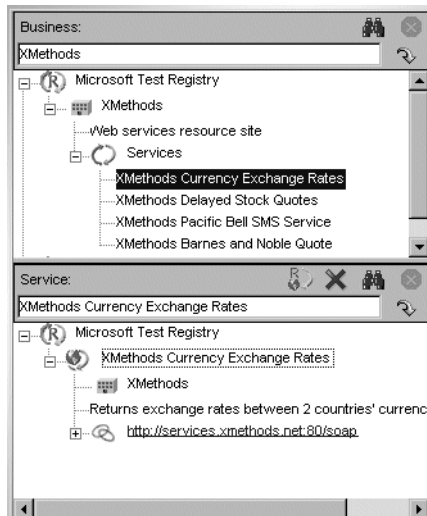 Business:
XMethods
Microsoft Test Registry
XMethods
Web services resource site
Services
XMethods Currency Exchange Rates
XMethods Delayed Stock Quotes
XMethods Pacific Bell SMS Service
XMethods Barnes and Noble Quote
Service:
XMethods Currency Exchange Rates
Microsoft Test Registry
XMethods Currency Exchange Rates
XMethods
Returns exchange rates between 2 countries' currenc
http://services.xmethods.net:80/soap